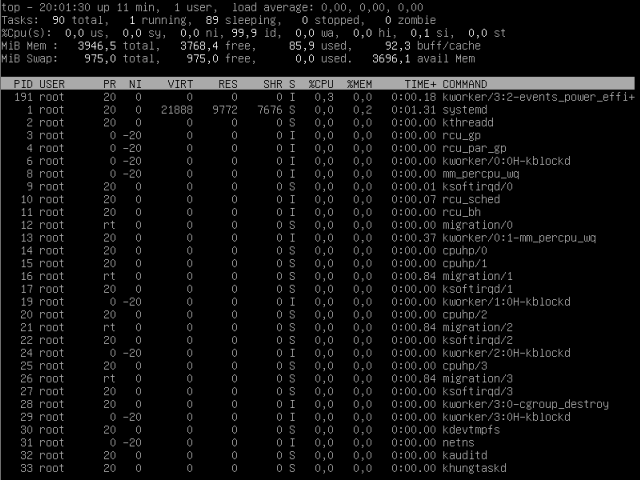 top - 20:01:30 up 11 min,  1 user,  load average: 0,00, 0,00, 0,00
Tasks:  90 total,   1 running,  89 sleeping,   0 stopped,   0 zombie
%Cpu(s):  0,0 us,  0,0 sy,  0,0 ni, 99,9 id,  0,0 wa,  0,0 hi,  0,1 si,  0,0 st
MiB Mem :   3946,5 total,   3768,4 free,     85,9 used,     92,3 buff/cache
MiB Swap:    975,0 total,    975,0 free,      0,0 used.   3696,1 avail Mem
PID USER      PR  NI    VIRT    RES    SHR S  %CPU  %MEM     TIME+ COMMAND
191 root      20   0       0      0      0 I   0,3   0,0   0:00.18 kworker/3:2-events_power_effi+
1 root      20   0   21888   9772   7676 S   0,0   0,2   0:01.31 systemd
2 root      20   0       0      0      0 S   0,0   0,0   0:00.00 kthreadd
3 root       0 -20       0      0      0 I   0,0   0,0   0:00.00 rcu_gp
4 root       0 -20       0      0      0 I   0,0   0,0   0:00.00 rcu_par_gp
6 root       0 -20       0      0      0 I   0,0   0,0   0:00.00 kworker/0:0H-kblockd
8 root       0 -20       0      0      0 I   0,0   0,0   0:00.00 mm_percpu_wq
9 root      20   0       0      0      0 S   0,0   0,0   0:00.01 ksoftirqd/0
10 root      20   0       0      0      0 I   0,0   0,0   0:00.07 rcu_sched
11 root      20   0       0      0      0 I   0,0   0,0   0:00.00 rcu_bh
12 root      rt   0       0      0      0 S   0,0   0,0   0:00.00 migration/0
13 root      20   0       0      0      0 I   0,0   0,0   0:00.37 kworker/0:1-mm_percpu_wq
14 root      20   0       0      0      0 S   0,0   0,0   0:00.00 cpuhp/0
15 root      20   0       0      0      0 S   0,0   0,0   0:00.00 cpuhp/1
16 root      rt   0       0      0      0 S   0,0   0,0   0:00.84 migration/1
17 root      20   0       0      0      0 S   0,0   0,0   0:00.00 ksoftirqd/1
19 root       0 -20       0      0      0 I   0,0   0,0   0:00.00 kworker/1:0H-kblockd
20 root      20   0       0      0      0 S   0,0   0,0   0:00.00 cpuhp/2
21 root      rt   0       0      0      0 S   0,0   0,0   0:00.84 migration/2
22 root      20   0       0      0      0 S   0,0   0,0   0:00.00 ksoftirqd/2
24 root       0 -20       0      0      0 I   0,0   0,0   0:00.00 kworker/2:0H-kblockd
25 root      20   0       0      0      0 S   0,0   0,0   0:00.00 cpuhp/3
26 root      rt   0       0      0      0 S   0,0   0,0   0:00.84 migration/3
27 root      20   0       0      0      0 S   0,0   0,0   0:00.00 ksoftirqd/3
28 root      20   0       0      0      0 I   0,0   0,0   0:00.00 kworker/3:0-cgroup_destroy
29 root       0 -20       0      0      0 I   0,0   0,0   0:00.00 kworker/3:0H-kblockd
30 root      20   0       0      0      0 S   0,0   0,0   0:00.00 kdevtmpfs
31 root       0 -20       0      0      0 I   0,0   0,0   0:00.00 netns
32 root      20   0       0      0      0 S   0,0   0,0   0:00.00 kauditd
33 root      20   0       0      0      0 S   0,0   0,0   0:00.00 khungtaskd